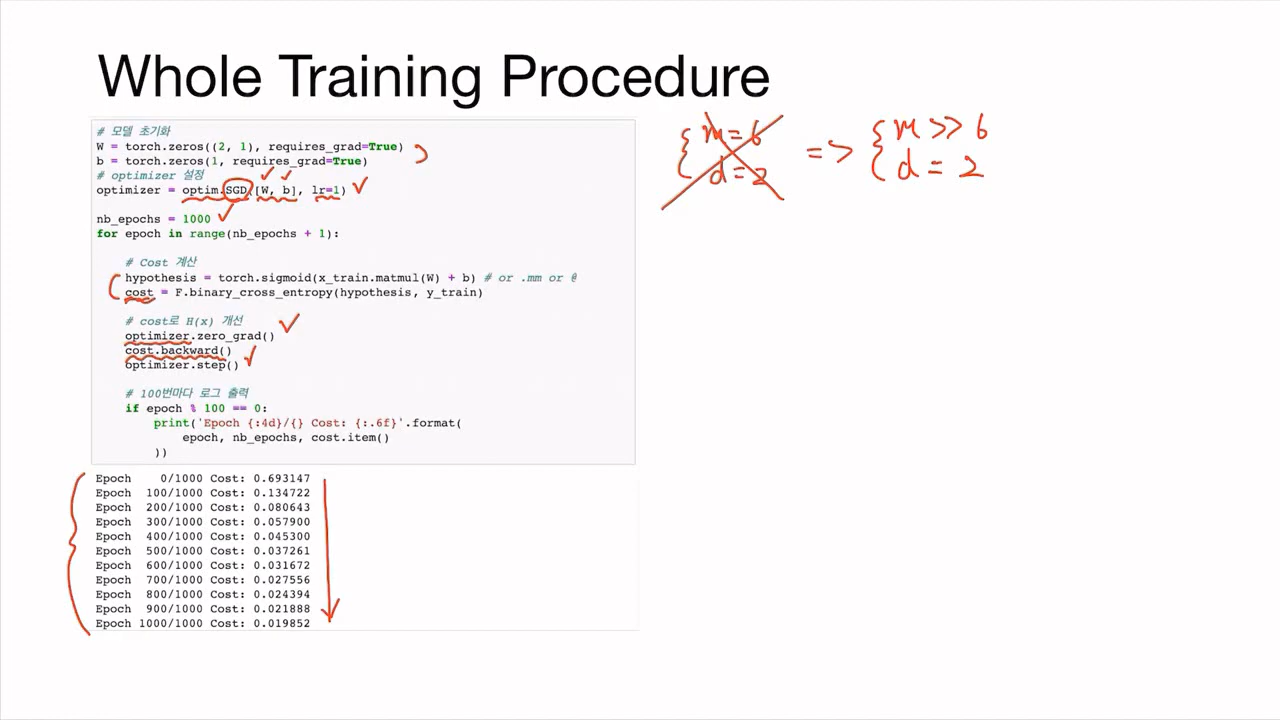 Whole Training Procedure
# 모델 초기화
W = torch.zeros((2, 1), requires_grad=True)
b = torch.zeros(1, requires_grad=True)
# optimizer 설정
optimizer = optim.SGD([W, b], lr=1)
nb_epochs = 1000
for epoch in range(nb_epochs + 1):
# Cost 계산
hypothesis = torch.sigmoid(x_train.matmul(W) + b) # or .mm or @
cost = F.binary_cross_entropy(hypothesis, y_train)
# cost로 H(x) 개선
optimizer.zero_grad()
cost.backward()
optimizer.step()
# 100번마다 로그 출력
if epoch % 100 == 0:
print('Epoch {:4d}/{} Cost: {:.6f}'.format(
epoch, nb_epochs, cost.item()
))
Epoch 0/1000 Cost: 0.693147
Epoch 100/1000 Cost: 0.134722
Epoch 200/1000 Cost: 0.080643
Epoch 300/1000 Cost: 0.057900
Epoch 400/1000 Cost: 0.045300
Epoch 500/1000 Cost: 0.037261
Epoch 600/1000 Cost: 0.031672
Epoch 700/1000 Cost: 0.027556
Epoch 800/1000 Cost: 0.024394
Epoch 900/1000 Cost: 0.021888
Epoch 1000/1000 Cost: 0.019852
m = 6
d = 2
=>
m >> 6
d = 2